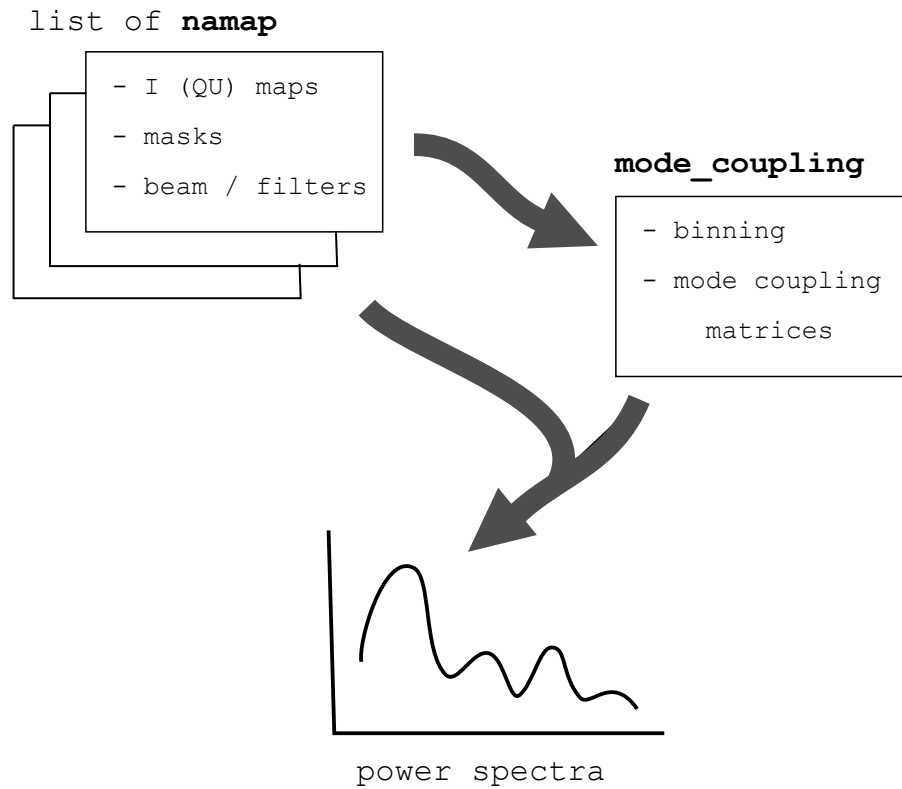 list of namap
- I (QU) maps
- masks
- beam / filters
mode_coupling
- binning
- mode coupling
matrices
power spectra